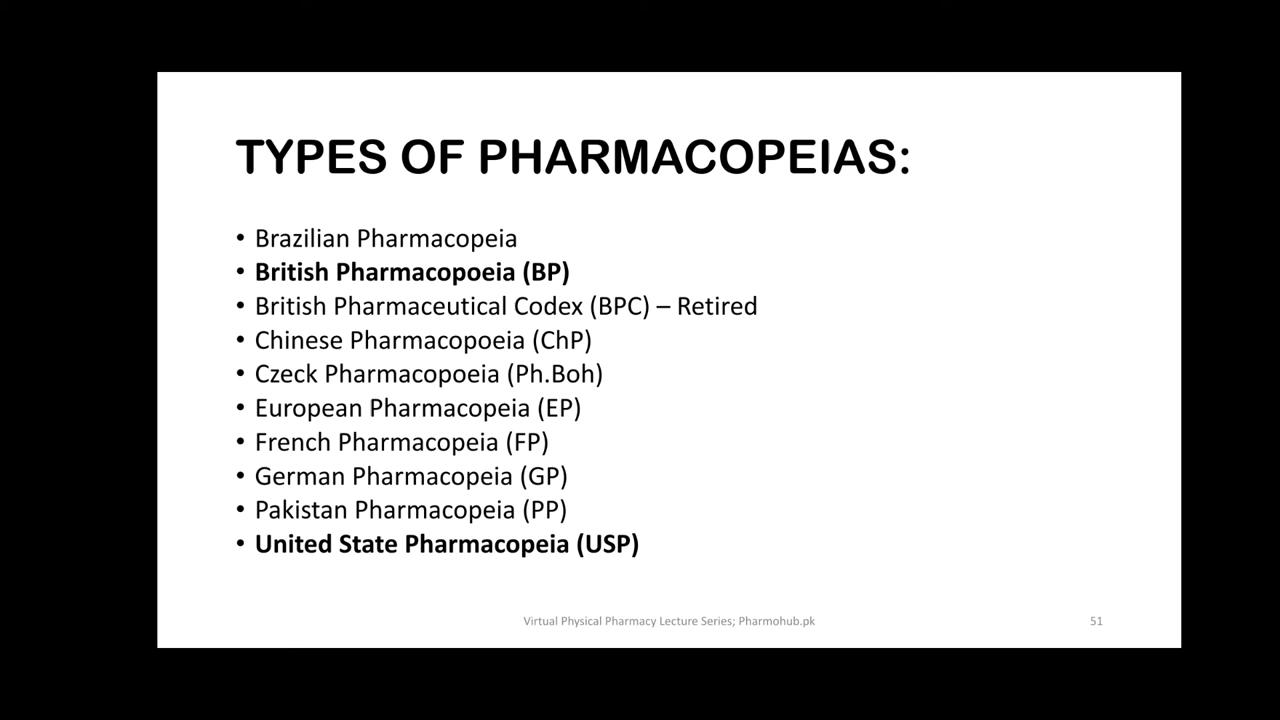 TYPES OF PHARMACOPEIAS:
• Brazilian Pharmacopeia
• British Pharmacopoeia (BP)
• British Pharmaceutical Codex (BPC) – Retired
• Chinese Pharmacopoeia (ChP)
• Czeck Pharmacopoeia (Ph.Boh)
• European Pharmacopeia (EP)
• French Pharmacopeia (FP)
• German Pharmacopeia (GP)
• Pakistan Pharmacopeia (PP)
• United State Pharmacopeia (USP)
Virtual Physical Pharmacy Lecture Series; Pharmohub.pk
51